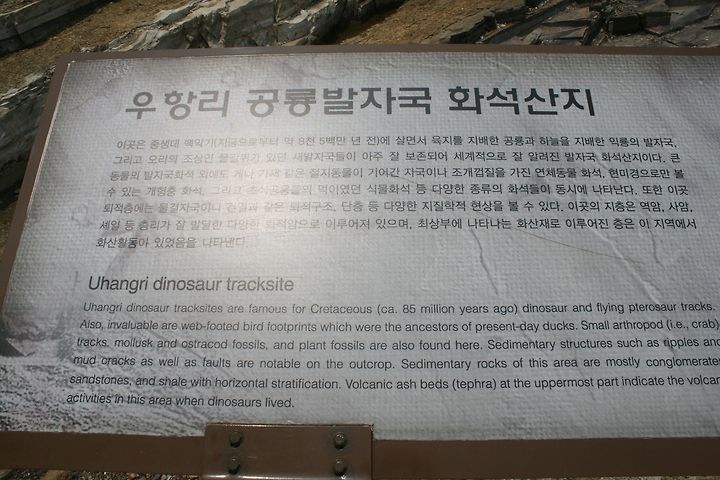 우항리 공룡발자국 화석산지
이곳은 중생대 백악기(지금으로부터 약 8천 5백만 년 전)에 살면서 육지를 지배한 공룡과 하늘을 지배한 익룡의 발자국,
그리고 오리의 조상인 물갈퀴가 있던 새발자국들이 아주 잘 보존되어 세계적으로 잘 알려진 발자국 화석산지이다. 큰
동물의 발자국화석 외에도 게나 가재 같은 절지동물이 기어간 자국이나 조개껍질을 가진 연체동물 화석, 현미경으로만 볼
수 있는 개형충 화석, 그리고 초식공룡들의 먹이였던 식물화석 등 다양한 종류의 화석들이 동시에 나타난다. 또한 이곳
퇴적층에는 물결자국이나 건열과 같은 퇴적구조, 단층 등 다양한 지질학적 현상을 볼 수 있다. 이곳의 지층은 역암, 사암,
셰일 등 층리가 잘 발달한 다양한 퇴적암으로 이루어져 있으며, 최상부에 나타나는 화산재로 이루어진 층은 이 지역에서
화산활동이 있었음을 나타낸다.
Uhangri dinosaur tracksite
Uhangri dinosaur tracksites are famous for Cretaceous (ca. 85 million years ago) dinosaur and flying pterosaur tracks.
Also, invaluable are web-footed bird footprints which were the ancestors of present-day ducks. Small arthropod (i.e., crab)
tracks, mollusk and ostracod fossils, and plant fossils are also found here. Sedimentary structures such as ripples and
mud cracks as well as faults are notable on the outcrop. Sedimentary rocks of this area are mostly conglomerate
sandstones, and shale with horizontal stratification. Volcanic ash beds (tephra) at the uppermost part indicate the volcan
activities in this area when dinosaurs lived.